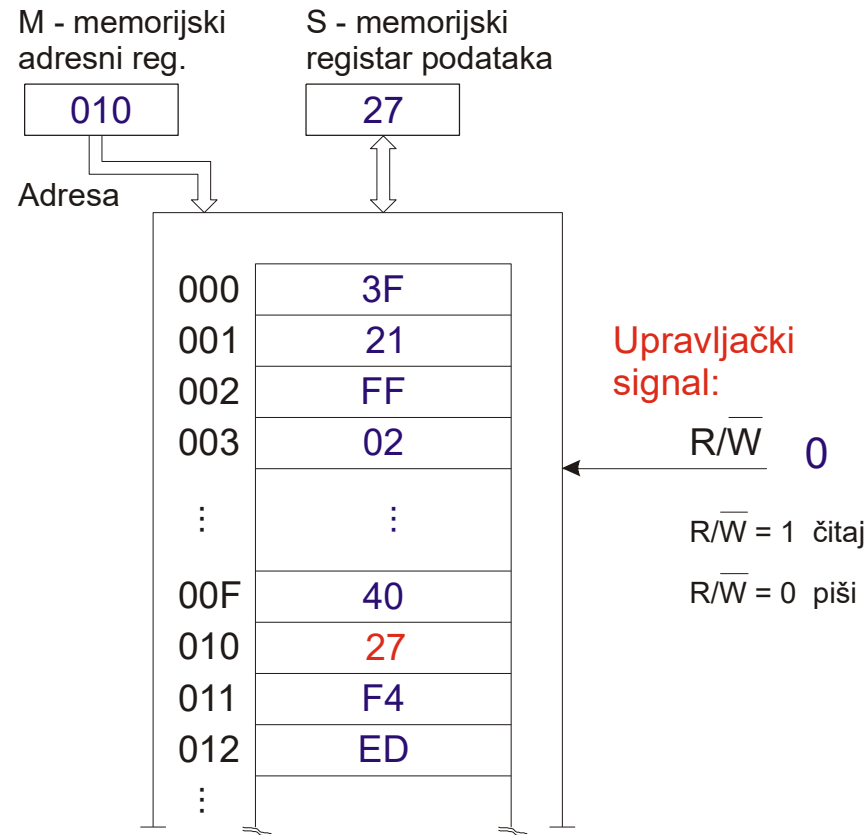 M - memorijski
adresni reg.
S - memorijski
registar podataka
010
27
Adresa
000 3F
001 21
002 FF
003 02
⋮ ⋮
00F 40
010 27
011 F4
012 ED
⋮
Upravljački
signal:
R/W̅ 0
R/W̅ = 1 čitaj
R/W̅ = 0 piši